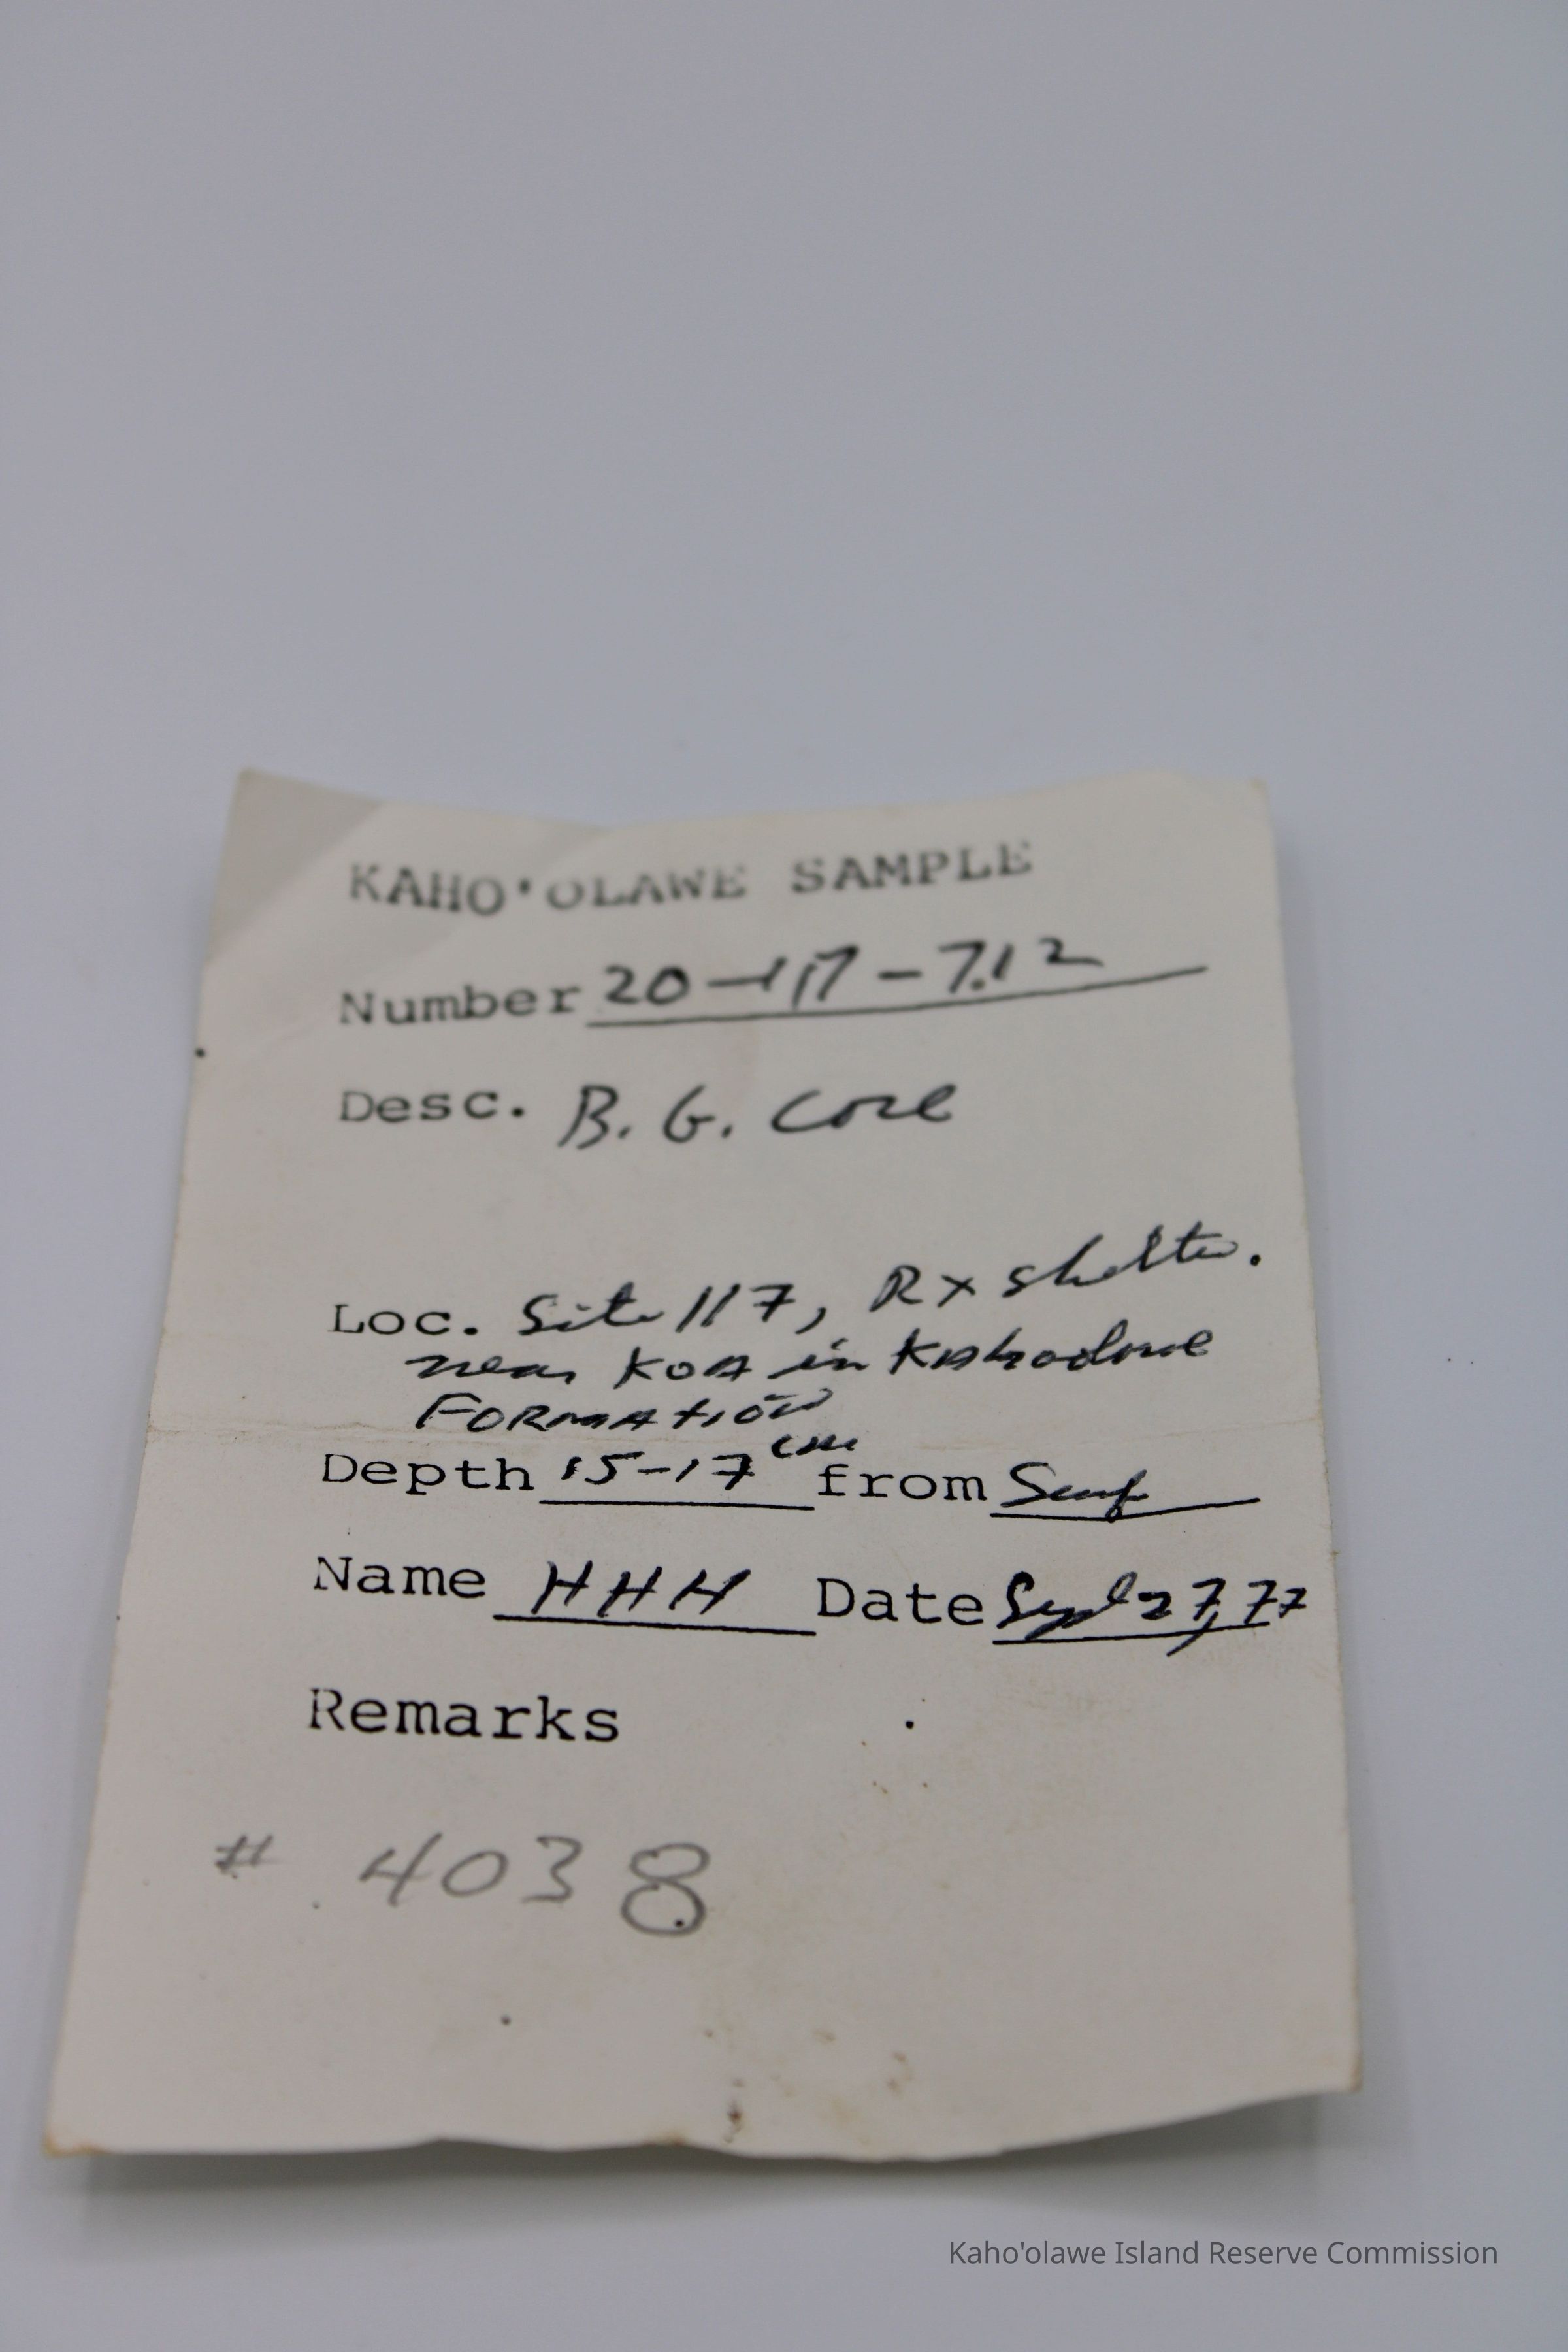 KAHO'OLAWE SAMPLE
Number 20-117-7.12
Desc. B. G. Core
Loc. Site 117, Rx shelter.
near KOA in
FORMATION
Depth 15-17 cm from Surf
Name HHH Date Sept 27, 77
Remarks
# 4038
Kaho'olawe Island Reserve Commission